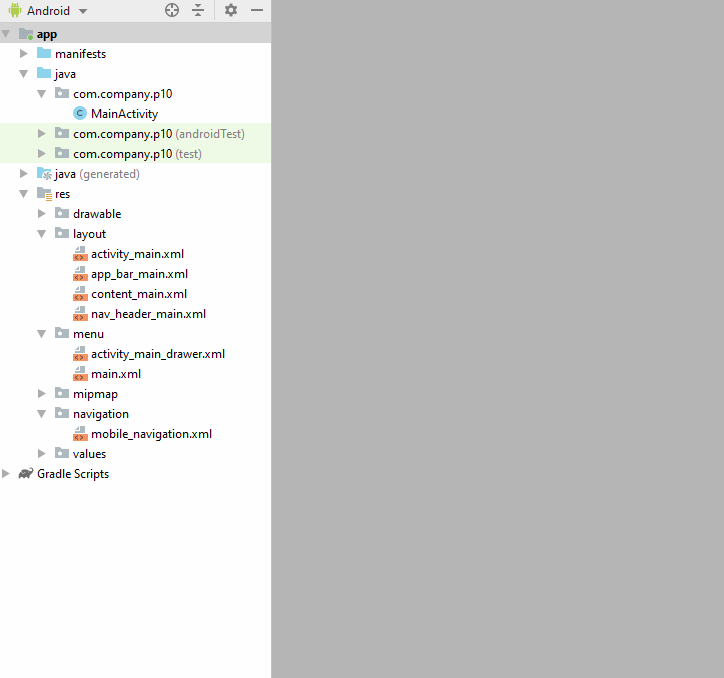 Android
app
manifests
java
com.company.p10
C MainActivity
com.company.p10 (androidTest)
com.company.p10 (test)
java (generated)
res
drawable
layout
activity_main.xml
app_bar_main.xml
content_main.xml
nav_header_main.xml
menu
activity_main_drawer.xml
main.xml
mipmap
navigation
mobile_navigation.xml
values
Gradle Scripts